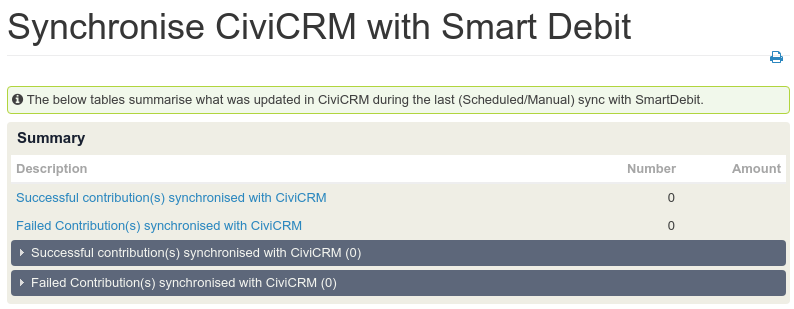 Synchronise CiviCRM with Smart Debit
The below tables summarise what was updated in CiviCRM during the last (Scheduled/Manual) sync with SmartDebit.
Summary
Description Number Amount
Successful contribution(s) synchronised with CiviCRM 0
Failed Contribution(s) synchronised with CiviCRM 0
Successful contribution(s) synchronised with CiviCRM (0)
Failed Contribution(s) synchronised with CiviCRM (0)